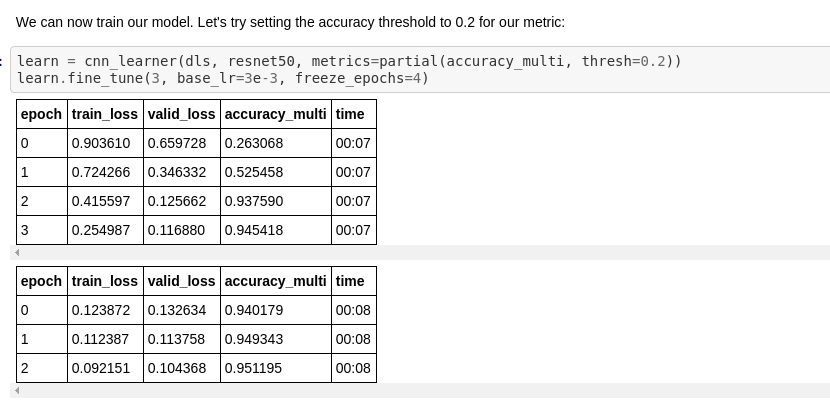 We can now train our model. Let's try setting the accuracy threshold to 0.2 for our metric:
learn = cnn_learner(dls, resnet50, metrics=partial(accuracy_multi, thresh=0.2))
learn.fine_tune(3, base_lr=3e-3, freeze_epochs=4)
epoch train_loss valid_loss accuracy_multi time
0 0.903610 0.659728 0.263068 00:07
1 0.724266 0.346332 0.525458 00:07
2 0.415597 0.125662 0.937590 00:07
3 0.254987 0.116880 0.945418 00:07
epoch train_loss valid_loss accuracy_multi time
0 0.123872 0.132634 0.940179 00:08
1 0.112387 0.113758 0.949343 00:08
2 0.092151 0.104368 0.951195 00:08